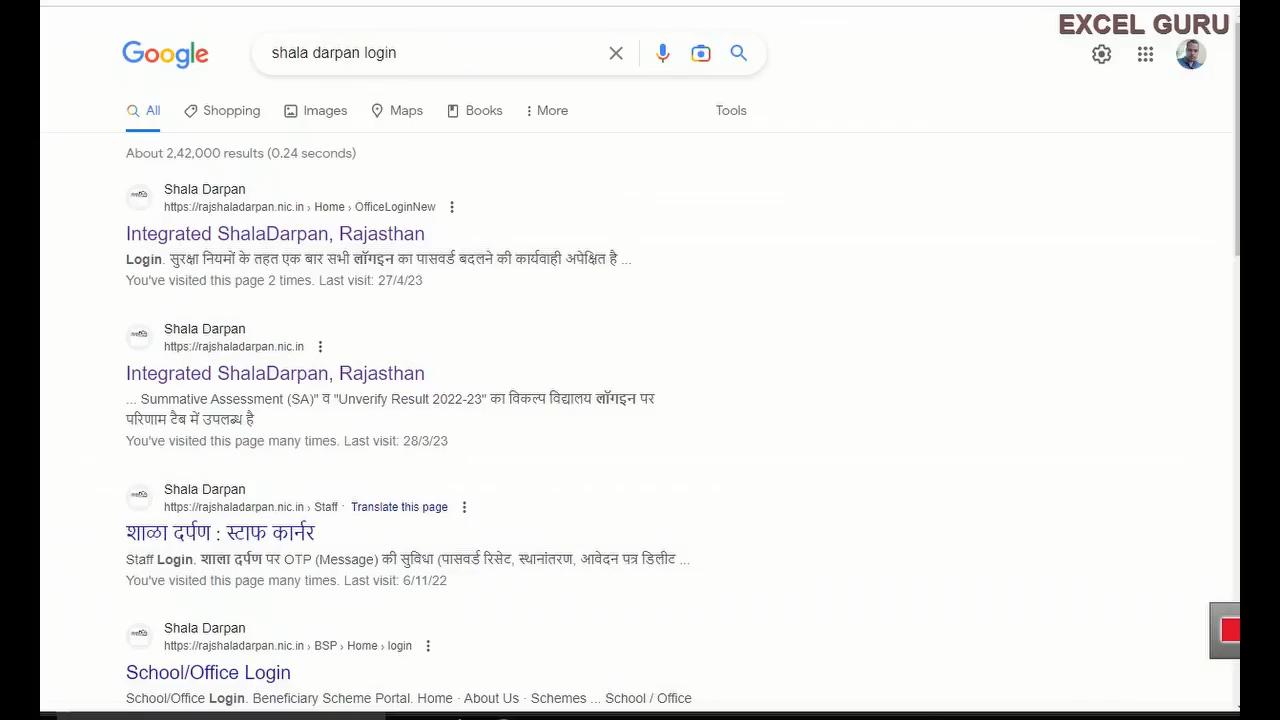 EXCEL GURU
Google
shala darpan login
All
Shopping
Images
Maps
Books
More
Tools
About 2,42,000 results (0.24 seconds)
Shala Darpan
https://rajshaladarpan.nic.in › Home › OfficeLoginNew
Integrated ShalaDarpan, Rajasthan
Login. सुरक्षा नियमों के तहत एक बार सभी लॉगइन का पासवर्ड बदलने की कार्यवाही अपेक्षित है ...
You've visited this page 2 times. Last visit: 27/4/23
Shala Darpan
https://rajshaladarpan.nic.in
Integrated ShalaDarpan, Rajasthan
... Summative Assessment (SA)" व "Unverify Result 2022-23" का विकल्प विद्यालय लॉगइन पर
परिणाम टैब में उपलब्ध है
You've visited this page many times. Last visit: 28/3/23
Shala Darpan
https://rajshaladarpan.nic.in › Staff · Translate this page
शाळा दर्पण : स्टाफ कार्नर
Staff Login. शाला दर्पण पर OTP (Message) की सुविधा (पासवर्ड रिसेट, स्थानांतरण, आवेदन पत्र डिलीट ...
You've visited this page many times. Last visit: 6/11/22
Shala Darpan
https://rajshaladarpan.nic.in › BSP › Home › login
School/Office Login
School/Office Login. Beneficiary Scheme Portal. Home · About Us · Schemes ... School / Office